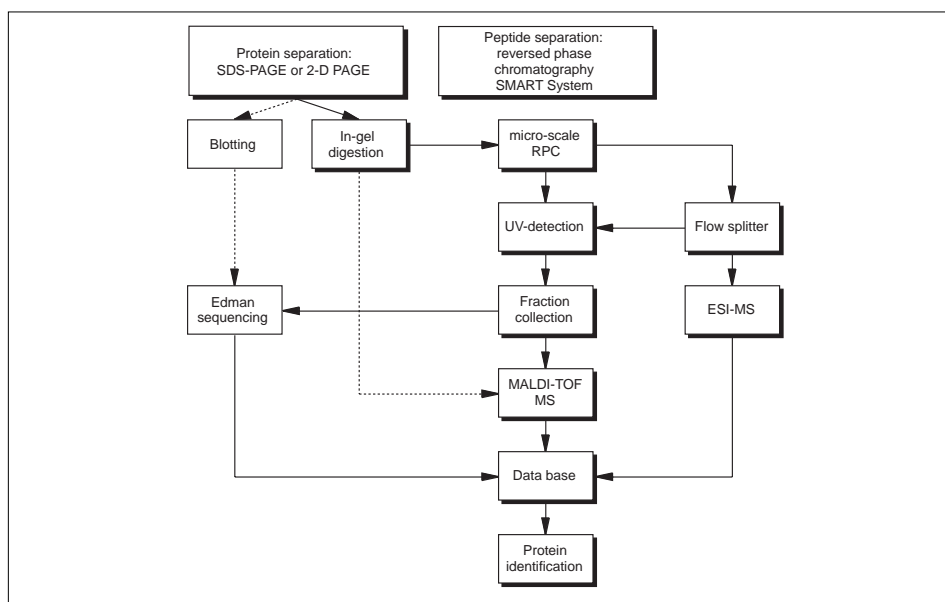 Protein separation:
SDS-PAGE or 2-D PAGE
Peptide separation:
reversed phase
chromatography
SMART System
Blotting
In-gel
digestion
micro-scale
RPC
UV-detection
Flow splitter
Edman
sequencing
Fraction
collection
ESI-MS
MALDI-TOF
MS
Data base
Protein
identification